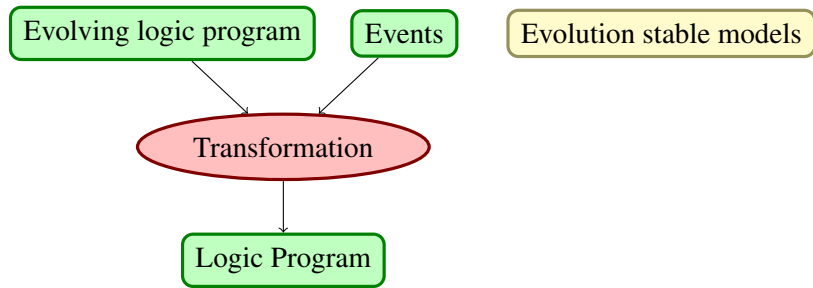 Evolving logic program
Events
Evolution stable models
Transformation
Logic Program